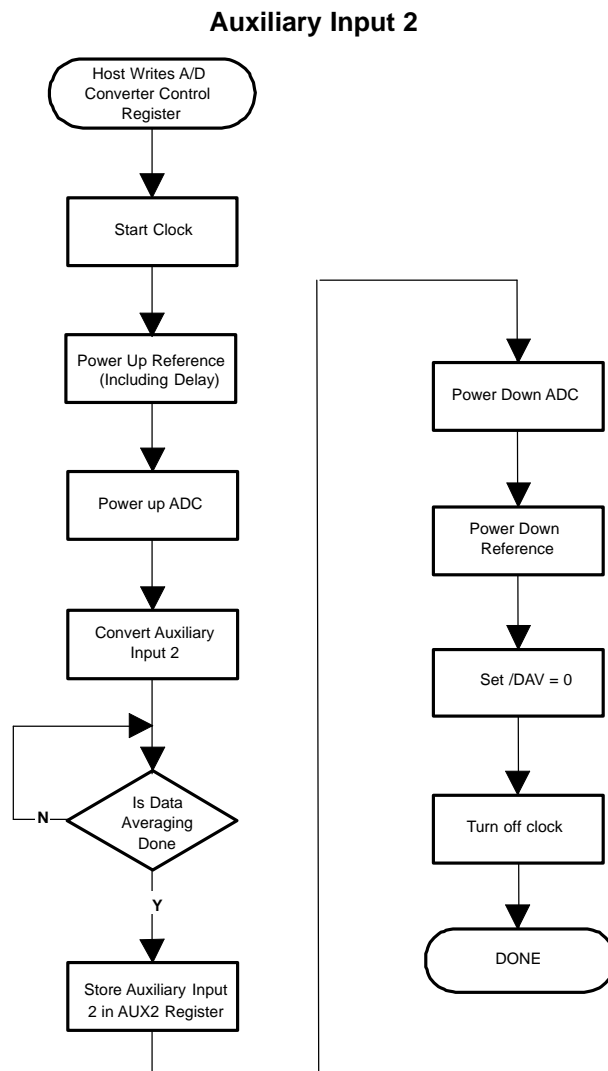 Auxiliary Input 2
Host Writes A/D
Converter Control
Register
Start Clock
Power Up Reference
(Including Delay)
Power up ADC
Convert Auxiliary
Input 2
Is Data
Averaging
Done
N
Y
Store Auxiliary Input
2 in AUX2 Register
Power Down ADC
Power Down
Reference
Set /DAV = 0
Turn off clock
DONE